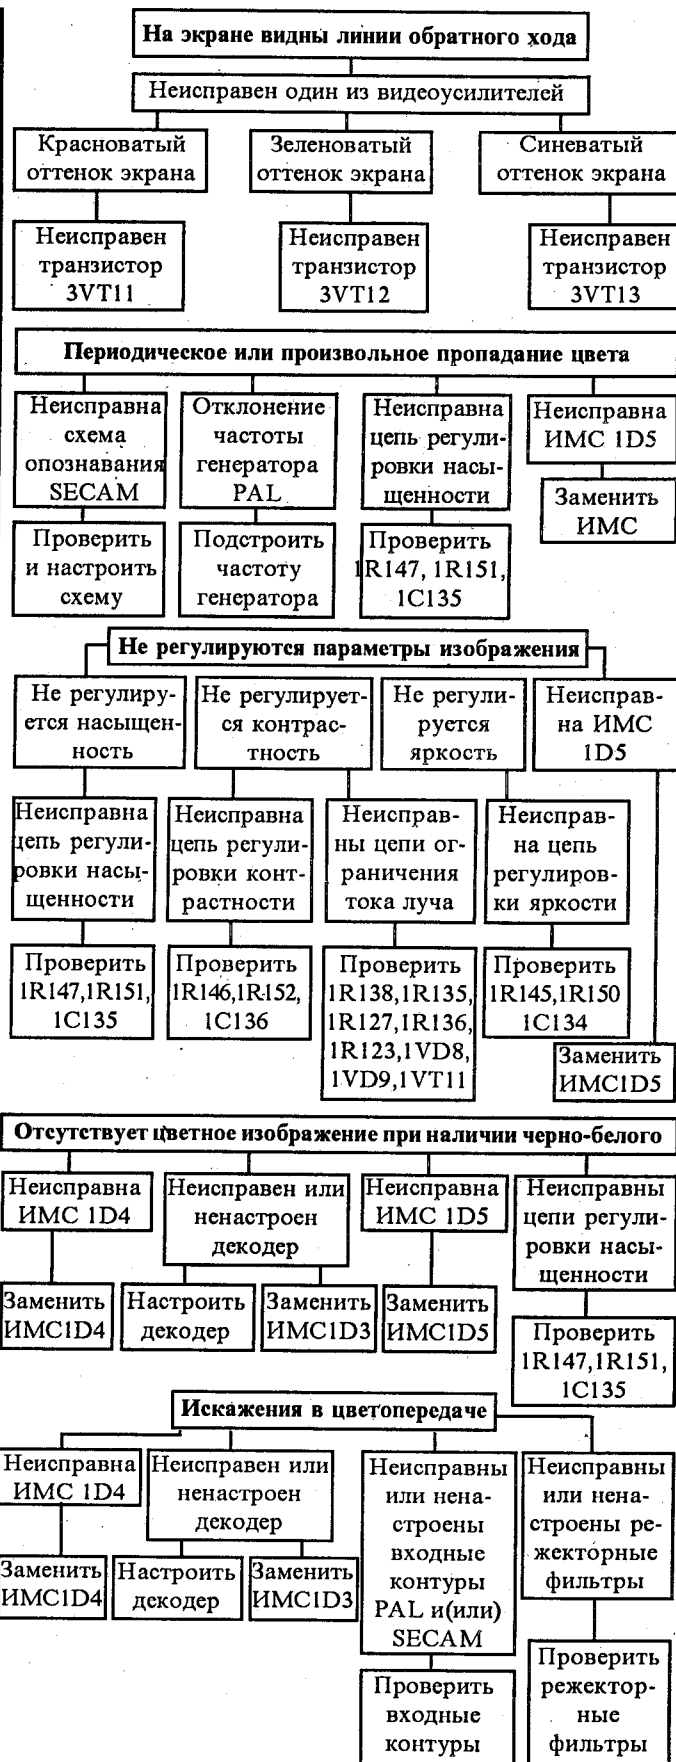 На экране видны линии обратного хода
Неисправен один из видеоусилителей
Красноватый
оттенок экрана
Зеленоватый
оттенок экрана
Синеватый
оттенок экрана
Неисправен
транзистор
3VT11
Неисправен
транзистор
3VT12
Неисправен
транзистор
3VT13
Периодическое или произвольное пропадание цвета
Неисправна
схема
опознавания
SECAM
Отклонение
частоты
генератора
PAL
Неисправна
цепь регули-
ровки насы-
щенности
Неисправна
ИМС 1D5
Заменить
ИМС
Проверить
и настроить
схему
Подстроить
частоту
генератора
Проверить
1R147, 1R151,
1C135
Не регулируются параметры изображения
Не регулиру-
ется насыщен-
ность
Не регулирует-
ся контрас-
тность
Не регули-
руется
яркость
Неисправ-
на ИМС
1D5
Неисправна
цепь регули-
ровки насы-
щенности
Неисправна
цепь регули-
ровки конт-
растности
Неисправ-
ны цепи ог-
раничения
тока луча
Неисправ-
на цепь
регулиров-
ки яркости
Проверить
1R147,1R151,
1C135
Проверить
1R146,1R152,
1C136
Проверить
1R138,1R135,
1R127,1R136,
1R123,1VD8,
1VD9,1VT11
Проверить
1R145,1R150
1C134
Заменить
ИМС1D5
Отсутствует цветное изображение при наличии черно-белого
Неисправна
ИМС 1D4
Неисправен или
ненастроен
декодер
Неисправна
ИМС 1D5
Неисправны
цепи регули-
ровки насы-
щенности
Заменить
ИМС1D4
Настроить
декодер
Заменить
ИМС1D3
Заменить
ИМС1D5
Проверить
1R147,1R151,
1C135
Искажения в цветопередаче
Неисправна
ИМС 1D4
Неисправен или
ненастроен
декодер
Неисправны
или нена-
строены
входные
контуры
PAL и(или)
SECAM
Неисправны
или нена-
строены ре-
жекторные
фильтры
Заменить
ИМС1D4
Настроить
декодер
Заменить
ИМС1D3
Проверить
входные
контуры
Проверить
режектор-
ные
фильтры